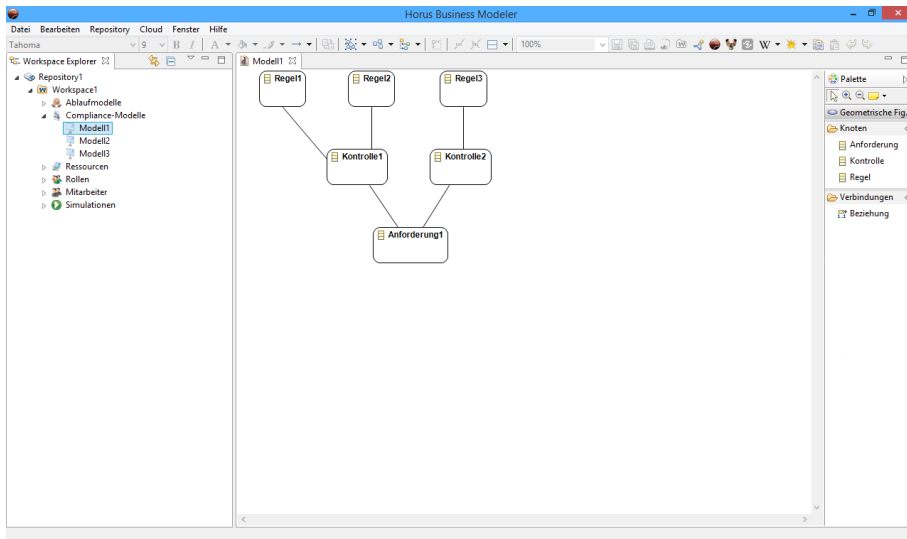 Horus Business Modeler
Datei Bearbeiten Repository Cloud Fenster Hilfe
Tahoma 9 B I A 100% W
Workspace Explorer
Repository1
Workspace1
Ablaufmodelle
Compliance-Modelle
Modell1
Modell2
Modell3
Ressourcen
Rollen
Mitarbeiter
Simulationen
Modell1
Regel1 Regel2 Regel3
Kontrolle1 Kontrolle2
Anforderung1
Palette
Geometrische Fig.
Knoten
Anforderung
Kontrolle
Regel
Verbindungen
Beziehung